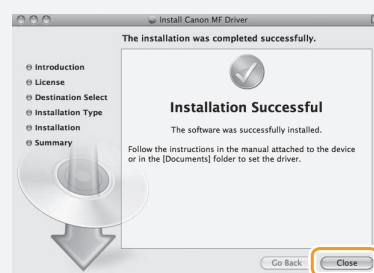 Install Canon MF Driver
The installation was completed successfully.
Introduction
License
Destination Select
Installation Type
Installation
Summary
Installation Successful
The software was successfully installed.
Follow the instructions in the manual attached to the device
or in the [Documents] folder to set the driver.
Go Back
Close